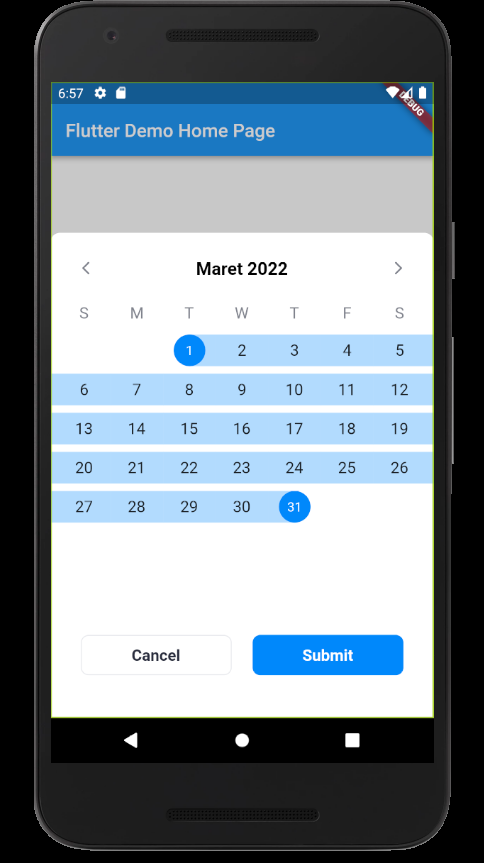 6:57
DEBUG
Flutter Demo Home Page
Maret 2022
S M T W T F S
1 2 3 4 5
6 7 8 9 10 11 12
13 14 15 16 17 18 19
20 21 22 23 24 25 26
27 28 29 30 31
Cancel Submit